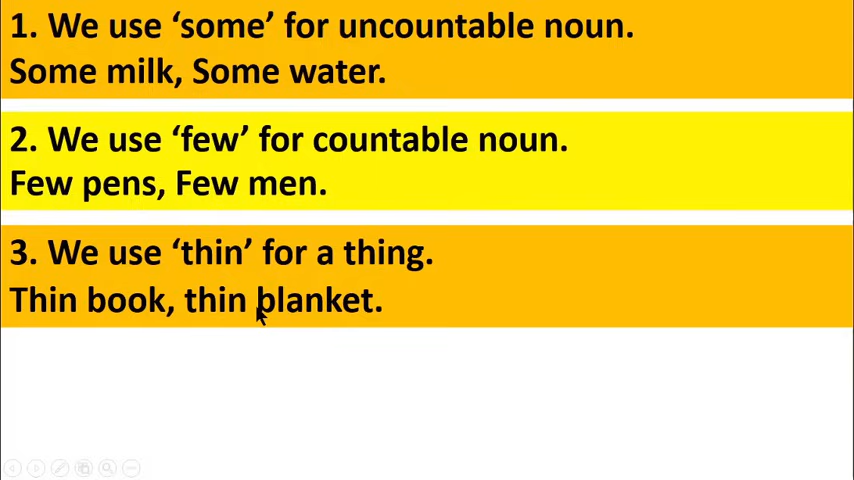 1. We use ‘some’ for uncountable noun.
Some milk, Some water.
2. We use ‘few’ for countable noun.
Few pens, Few men.
3. We use ‘thin’ for a thing.
Thin book, thin blanket.